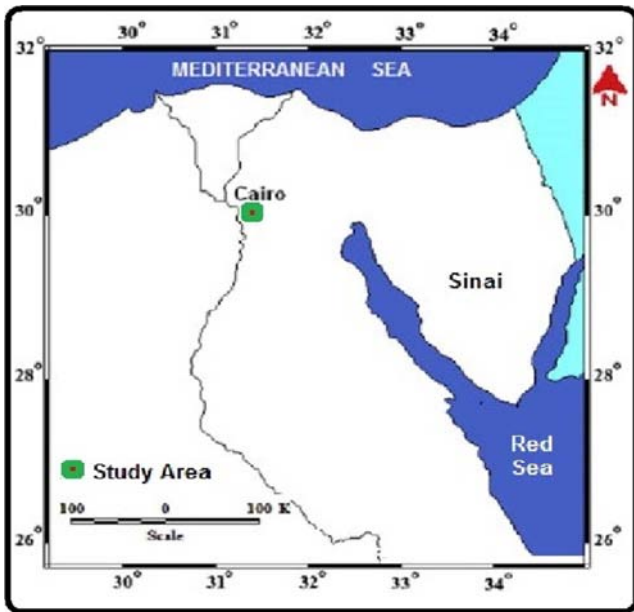 30° 31° 32° 33° 34°
32° 32°
MEDITERRANEAN SEA
N
Cairo
30° 30°
Sinai
28° 28°
Red
Sea
Study Area
100 0 100 K
Scale
26° 26°
30° 31° 32° 33° 34°